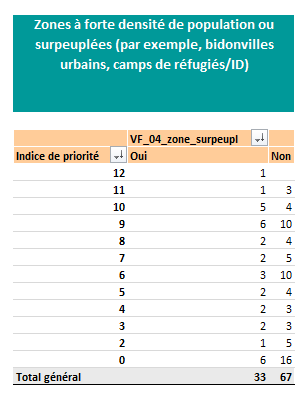 Zones à forte densité de population ou
surpeuplées (par exemple, bidonvilles
urbains, camps de réfugiés/ID)
VF_04_zone_surpeupl
Indice de priorité Oui Non
12 1
11 1 3
10 5 4
9 6 10
8 2 4
7 2 5
6 3 10
5 2 4
4 2 3
3 2 3
2 1 5
0 6 16
Total général 33 67